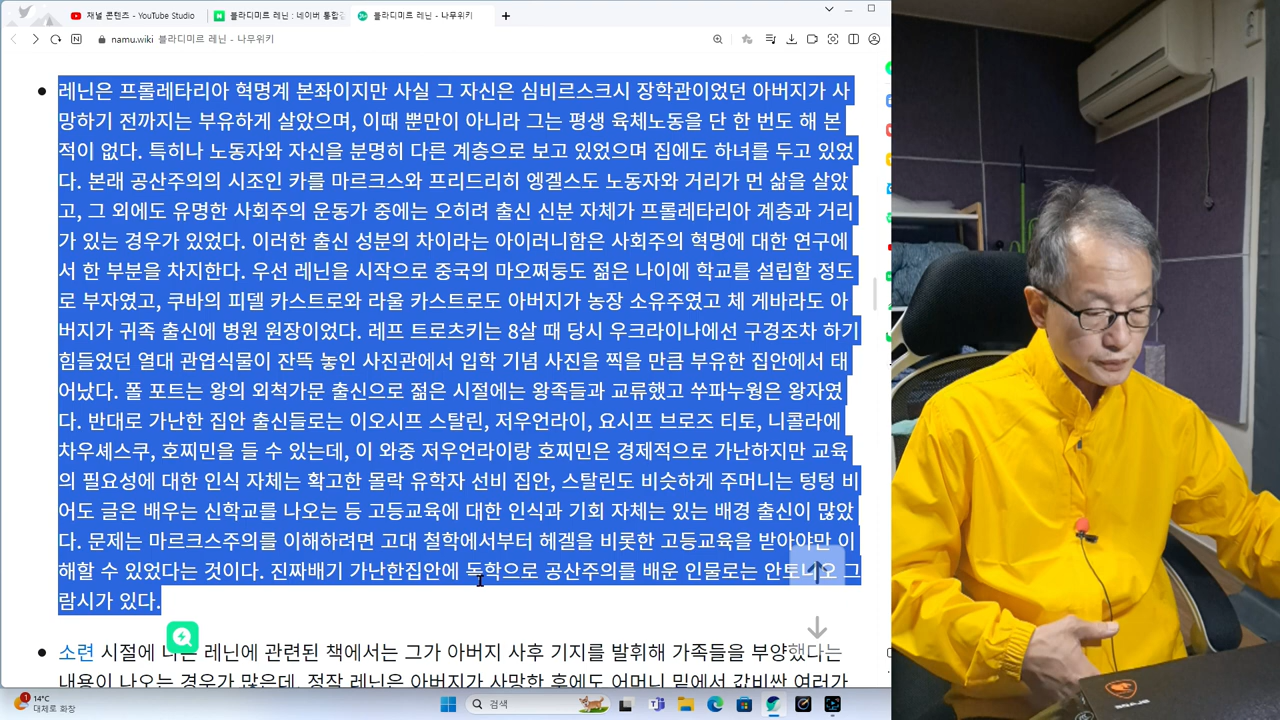 채널 콘텐츠 - YouTube Studio
블라디미르 레닌 : 네이버 통합검
블라디미르 레닌 - 나무위키
namu.wiki 블라디미르 레닌 - 나무위키
레닌은 프롤레타리아 혁명계 본좌이지만 사실 그 자신은 심비르스크시 장학관이었던 아버지가 사
망하기 전까지는 부유하게 살았으며, 이때 뿐만이 아니라 그는 평생 육체노동을 단 한 번도 해 본
적이 없다. 특히나 노동자와 자신을 분명히 다른 계층으로 보고 있었으며 집에도 하녀를 두고 있었
다. 본래 공산주의의 시조인 카를 마르크스와 프리드리히 엥겔스도 노동자와 거리가 먼 삶을 살았
고, 그 외에도 유명한 사회주의 운동가 중에는 오히려 출신 신분 자체가 프롤레타리아 계층과 거리
가 있는 경우가 있었다. 이러한 출신 성분의 차이라는 아이러니함은 사회주의 혁명에 대한 연구에
서 한 부분을 차지한다. 우선 레닌을 시작으로 중국의 마오쩌둥도 젊은 나이에 학교를 설립할 정도
로 부자였고, 쿠바의 피델 카스트로와 라울 카스트로도 아버지가 농장 소유주였고 체 게바라도 아
버지가 귀족 출신에 병원 원장이었다. 레프 트로츠키는 8살 때 당시 우크라이나에선 구경조차 하기
힘들었던 열대 관엽식물이 잔뜩 놓인 사진관에서 입학 기념 사진을 찍을 만큼 부유한 집안에서 태
어났다. 폴 포트는 왕의 외척가문 출신으로 젊은 시절에는 왕족들과 교류했고 쑤파누웡은 왕자였
다. 반대로 가난한 집안 출신들로는 이오시프 스탈린, 저우언라이, 요시프 브로즈 티토, 니콜라에
차우셰스쿠, 호찌민을 들 수 있는데, 이 와중 저우언라이랑 호찌민은 경제적으로 가난하지만 교육
의 필요성에 대한 인식 자체는 확고한 몰락 유학자 선비 집안, 스탈린도 비슷하게 주머니는 텅텅 비
어도 글은 배우는 신학교를 나오는 등 고등교육에 대한 인식과 기회 자체는 있는 배경 출신이 많았
다. 문제는 마르크스주의를 이해하려면 고대 철학에서부터 헤겔을 비롯한 고등교육을 받아야만 이
해할 수 있었다는 것이다. 진짜배기 가난한집안에 독학으로 공산주의를 배운 인물로는 안토니오 그
람시가 있다.
소련 시절에 나온 레닌에 관련된 책에서는 그가 아버지 사후 기지를 발휘해 가족들을 부양했다는
내용이 나오는 경우가 많은데, 정작 레닌은 아버지가 사망한 후에도 어머니 밑에서 값비싼 여러가
14°C
대체로 화창
검색